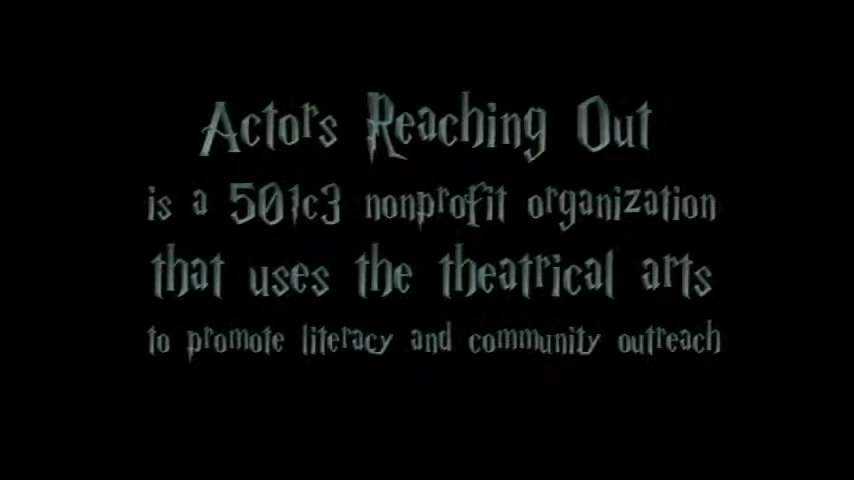 Actors Reaching Out
is a 501c3 nonprofit organization
that uses the theatrical arts
to promote literacy and community outreach